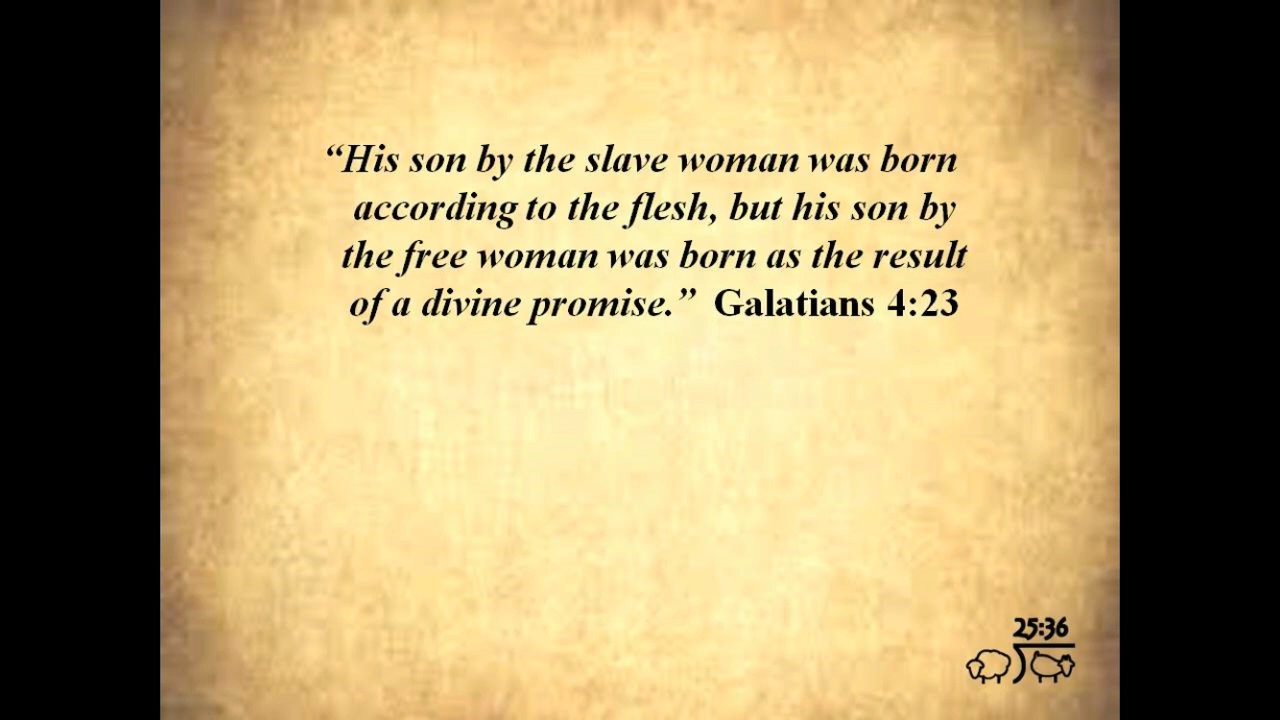 “His son by the slave woman was born
according to the flesh, but his son by
the free woman was born as the result
of a divine promise.” Galatians 4:23
25:36